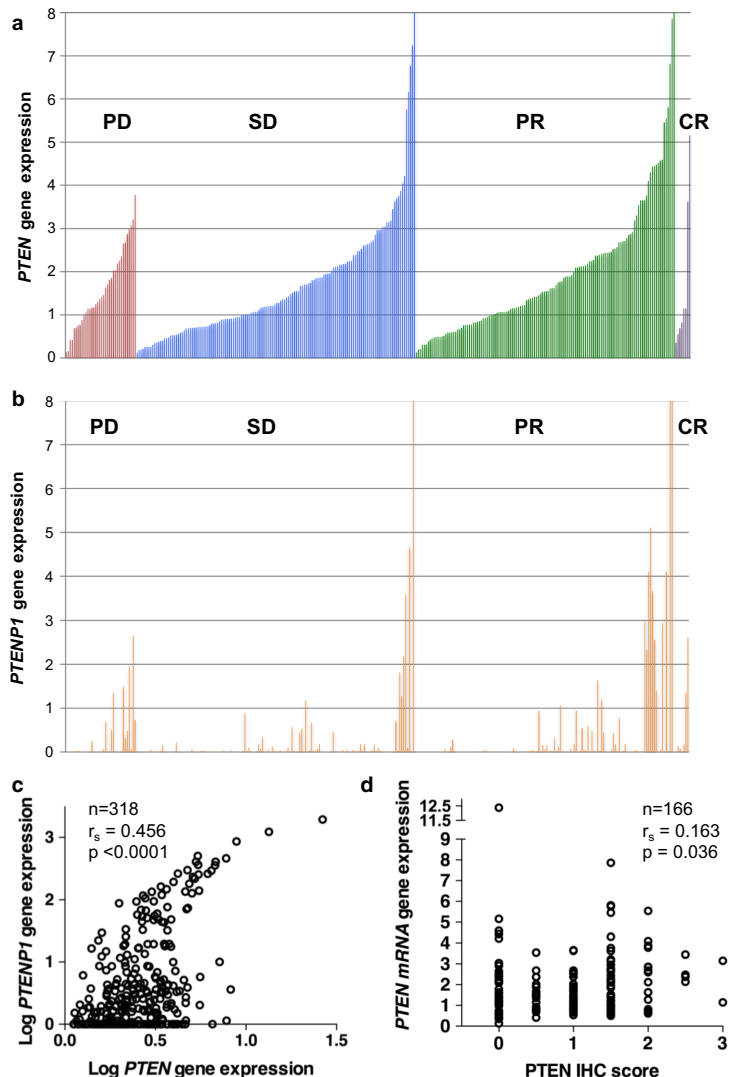 a
8
7
6
5
4
3
2
1
0
PTEN gene expression
PD SD PR CR
b
8
7
6
5
4
3
2
1
0
PTENP1 gene expression
PD SD PR CR
c
n=318
rs = 0.456
p <0.0001
3
2
1
0
Log PTENP1 gene expression
0.0 0.5 1.0 1.5
Log PTEN gene expression
d
n=166
rs = 0.163
p = 0.036
12.5
11.5
9
8
7
6
5
4
3
2
1
0
PTEN mRNA gene expression
0 1 2 3
PTEN IHC score